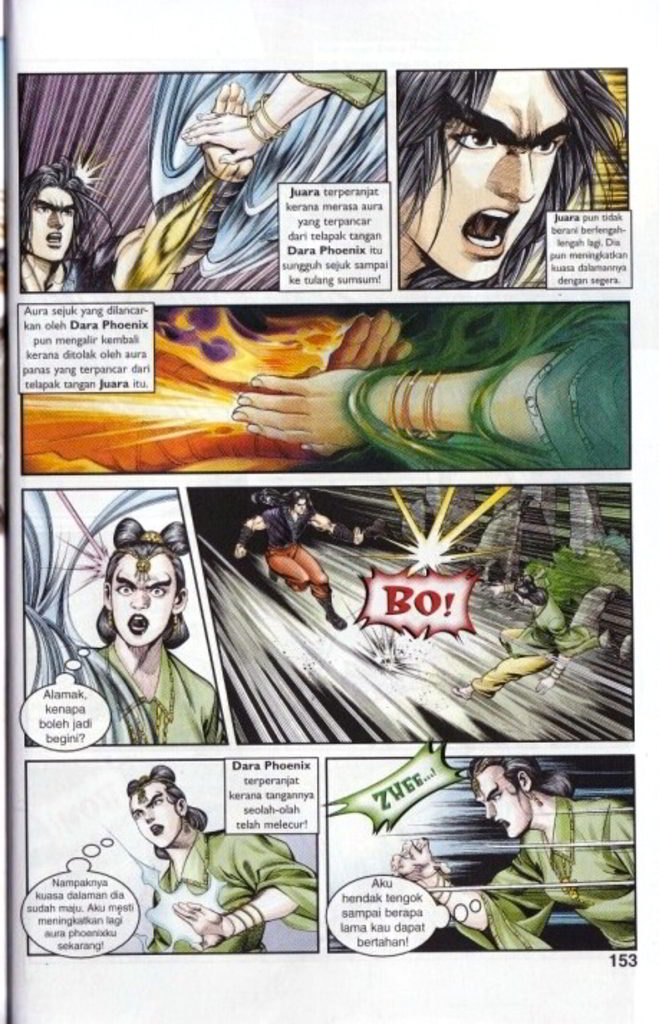 Juara terperanjat
kerana merasa aura
yang terpancar
dari telapak tangan
Dara Phoenix itu
sungguh sejuk sampai
ke tulang sumsum!
Juara pun tidak
berani berlengah-
lengah lagi. Dia
pun meningkatkan
kuasa dalamannya
dengan segera.
Aura sejuk yang dilancar-
kan oleh Dara Phoenix
pun mengalir kembali
kerana ditolak oleh aura
panas yang terpancar dari
telapak tangan Juara itu.
Alamak,
kenapa
boleh jadi
begini?
BO!
Dara Phoenix
terperanjat
kerana tangannya
seolah-olah
telah melecur!
Nampaknya
kuasa dalaman dia
sudah maju. Aku mesti
meningkatkan lagi
aura phoenixku
sekarang!
ZHEE...!
Aku
hendak tengok
sampai berapa
lama kau dapat
bertahan!
153